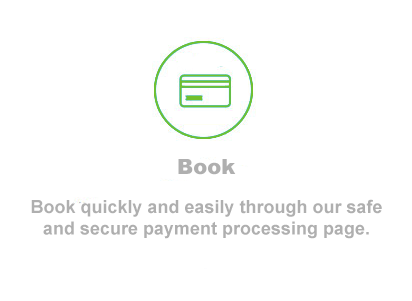 Book
Book quickly and easily through our safe
and secure payment processing page.